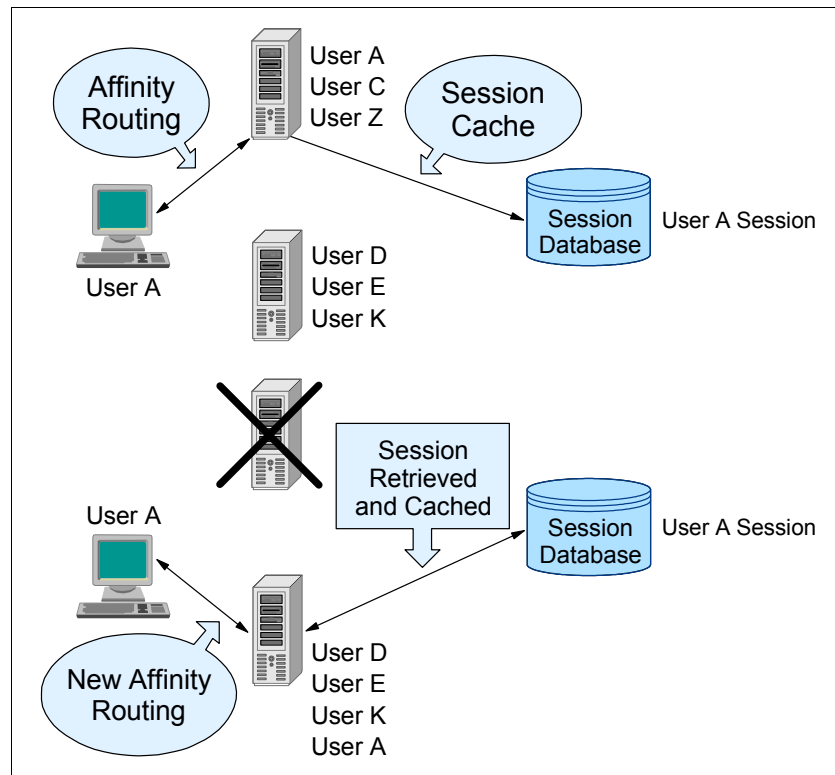 Affinity
Routing
User A
User C
User Z
Session
Cache
User A
Session
Database
User A Session
User D
User E
User K
Session
Retrieved
and Cached
User A
Session
Database
User A Session
New Affinity
Routing
User D
User E
User K
User A